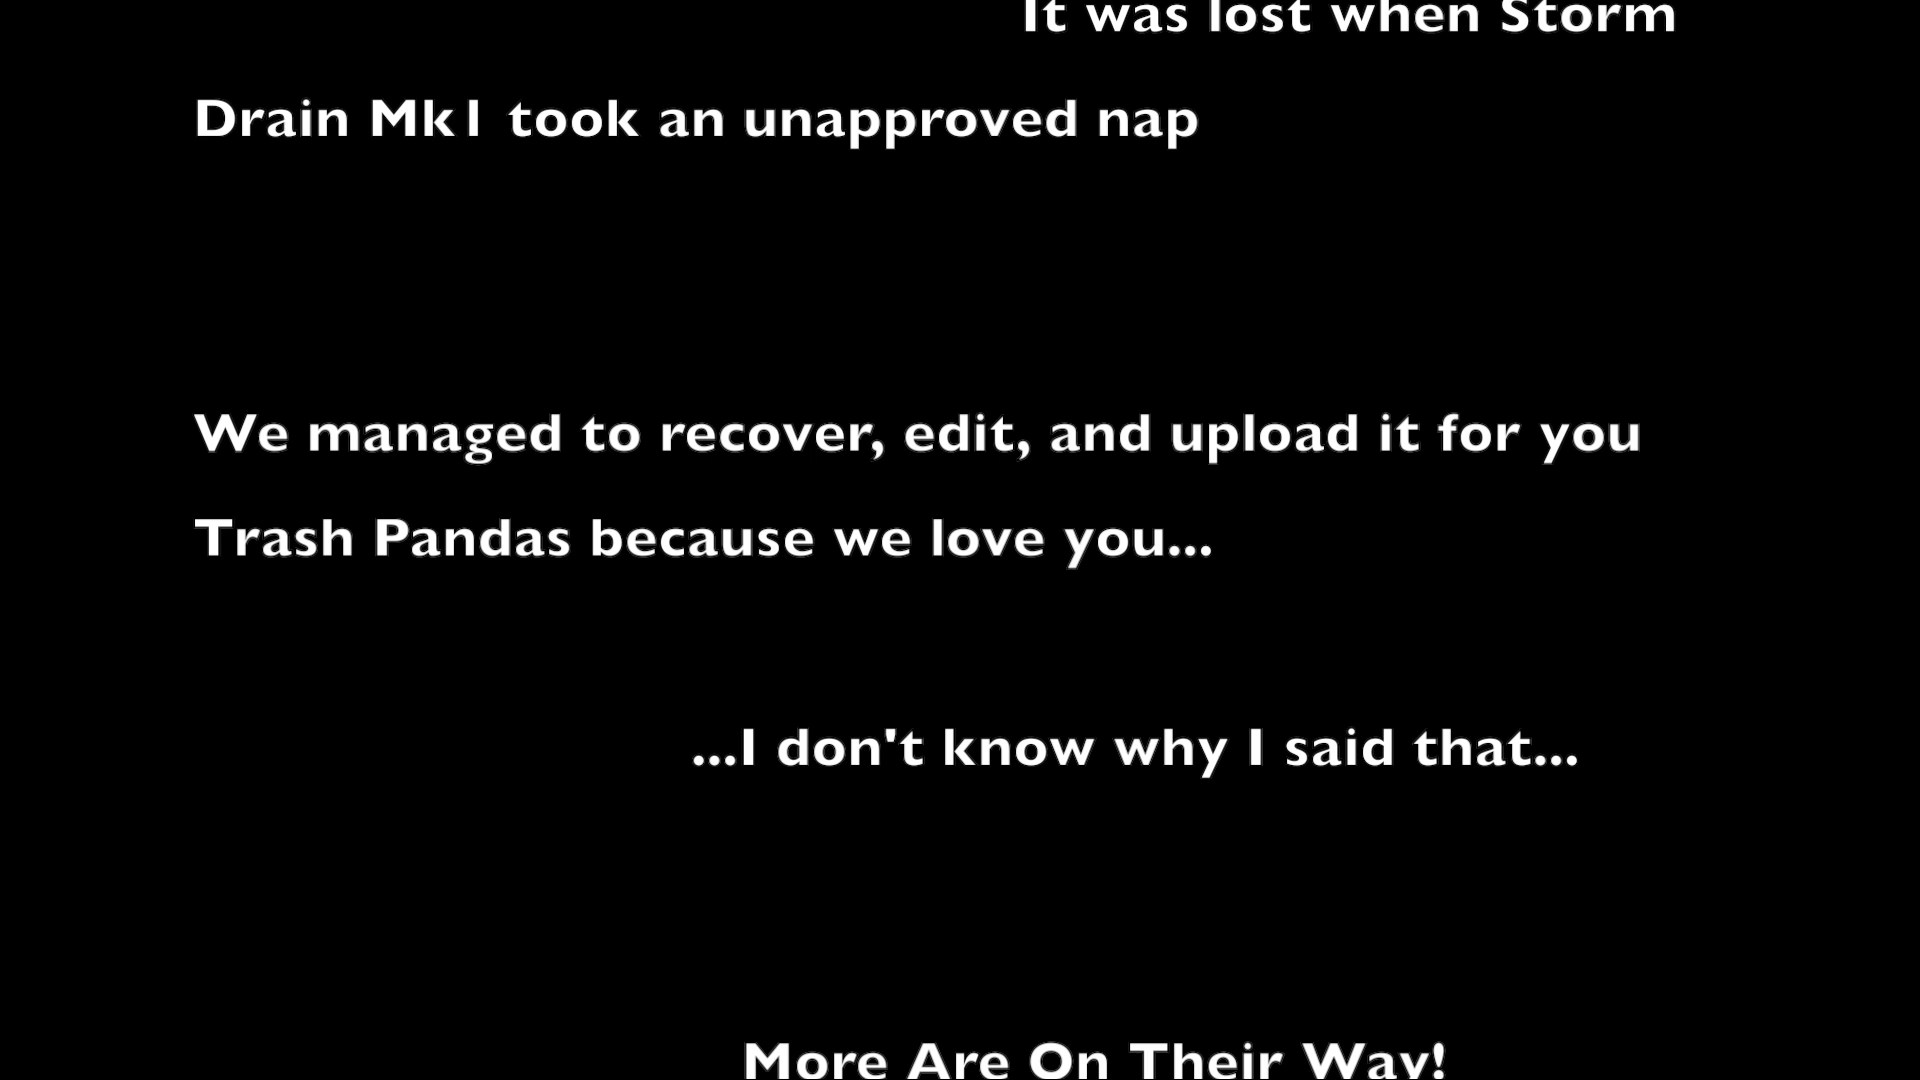 It was lost when Storm
Drain Mk1 took an unapproved nap
We managed to recover, edit, and upload it for you
Trash Pandas because we love you...
...I don't know why I said that...
More Are On Their Way!